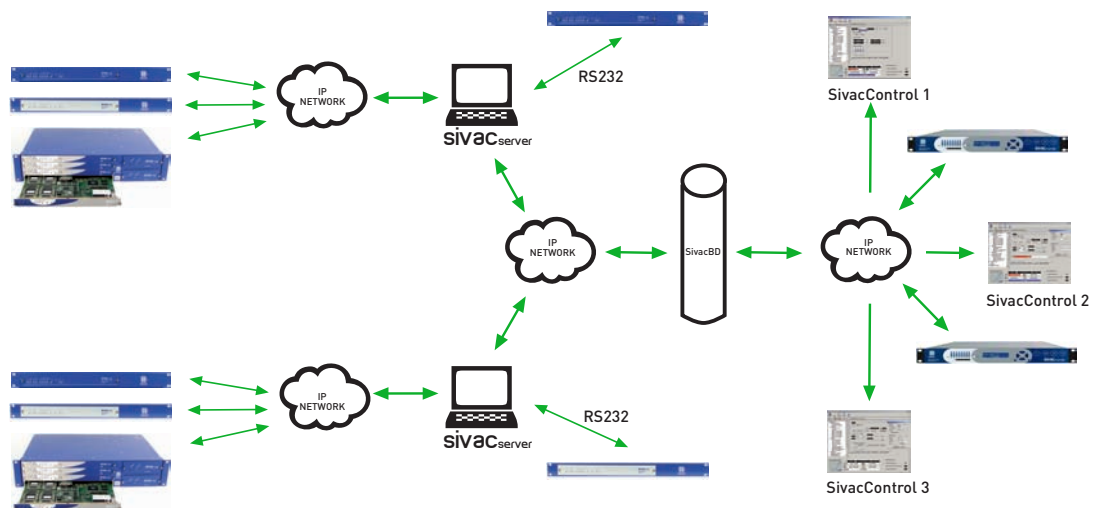 RS232
SivacControl 1
IP
NETWORK
sivacserver
IP
NETWORK
SivacBD
IP
NETWORK
SivacControl 2
IP
NETWORK
sivacserver
RS232
SivacControl 3